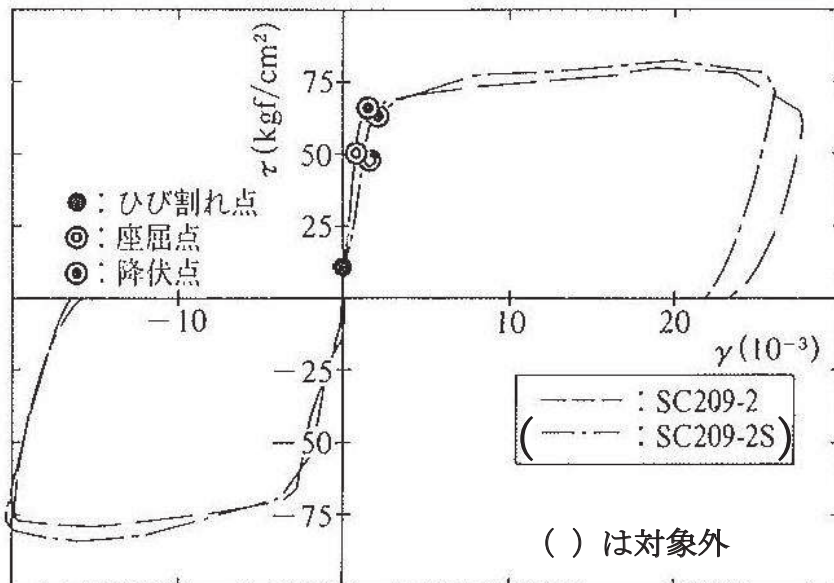 τ (kgf/cm²)
75
50
25
● : ひび割れ点
◎ : 座屈点
◉ : 降伏点
−10
10
20
γ (10⁻³)
−25
−50
−75
: SC209-2
( : SC209-2S )
( ) は対象外